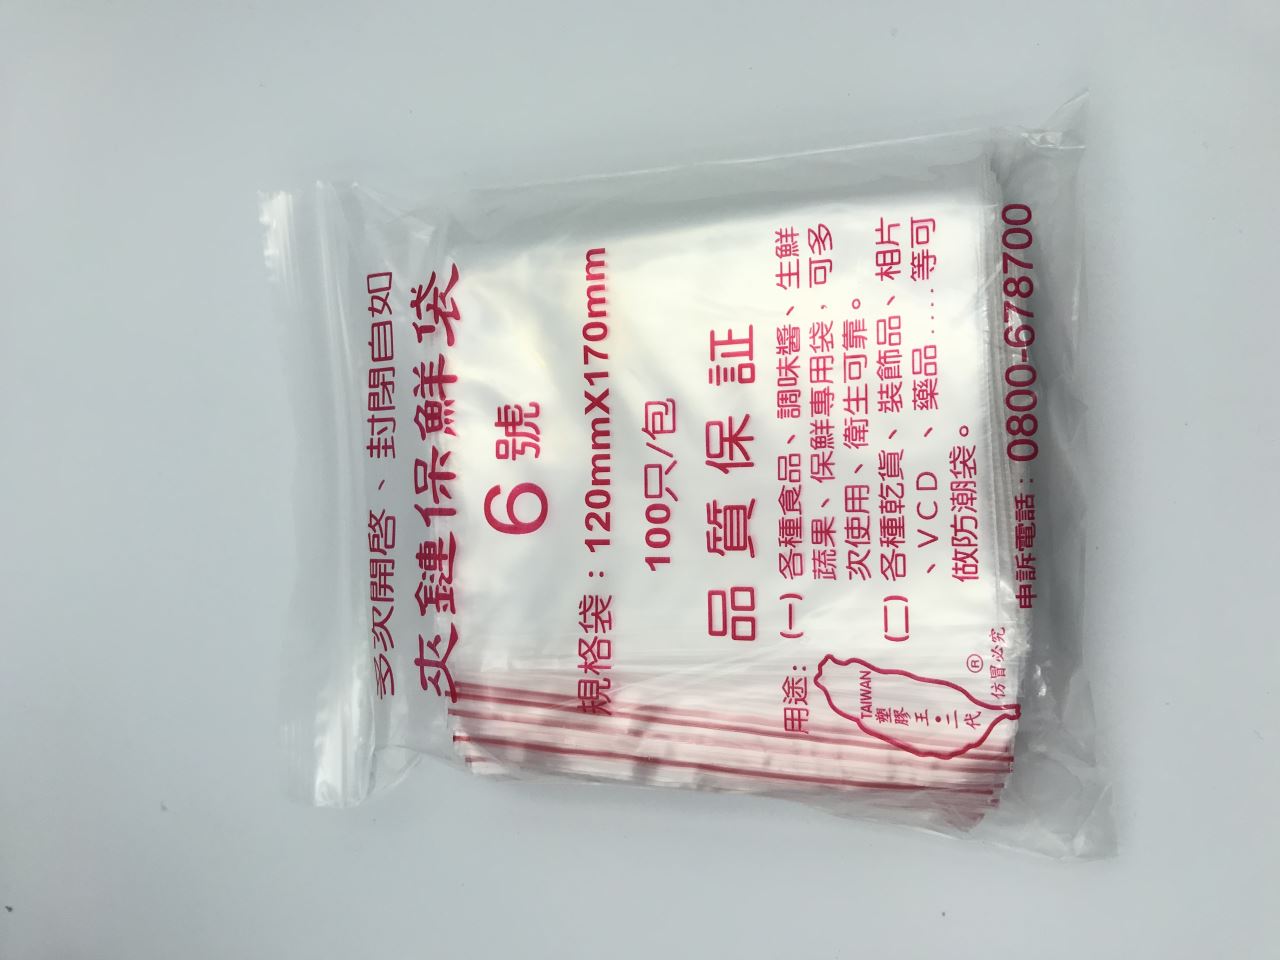 多次開啓、封閉自如
夾鏈保鮮袋
6號
規格袋：120mmX170mm
100只/包
品質保証
用途：(一)各種食品、調味醬、生鮮
蔬果、保鮮專用袋，可多
次使用、衛生可靠。
(二)各種乾貨、裝飾品、相片
、VCD、藥品.....等可
做防潮袋。
TAIWAN
塑膠王·二代
®
仿冒必究
申訴電話：0800-678700